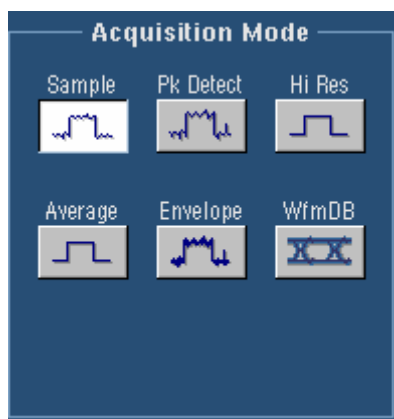 Acquisition Mode
Sample Pk Detect Hi Res
Average Envelope WfmDB